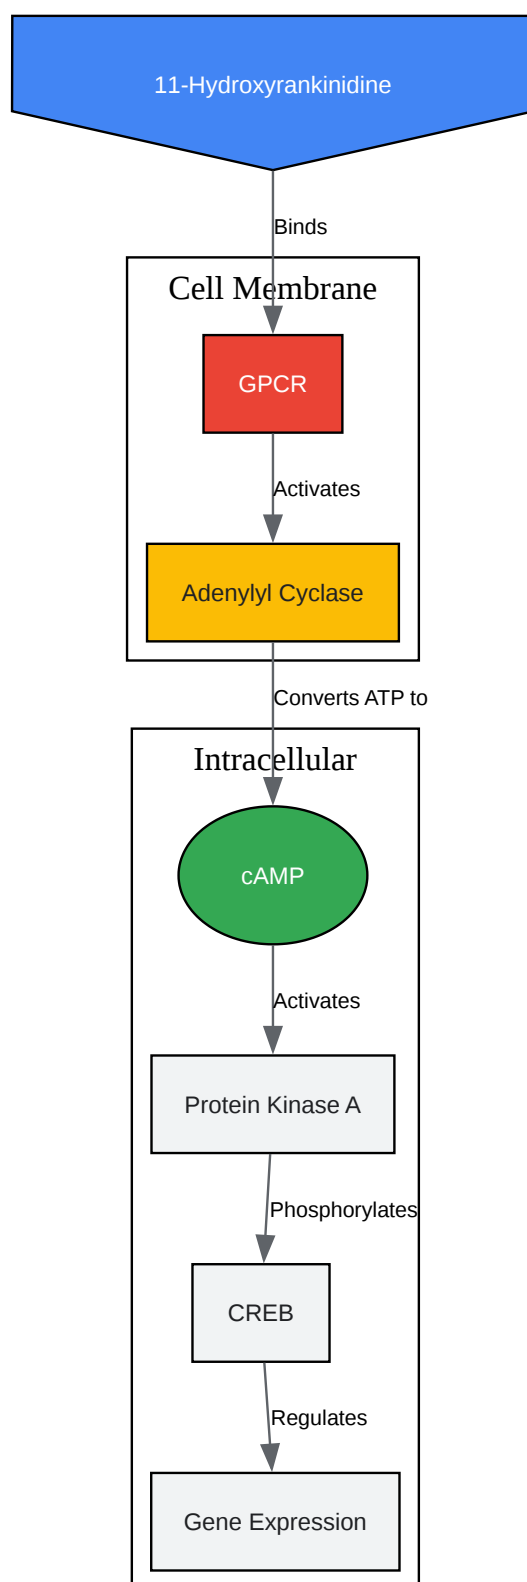 11-Hydroxyrankinidine
Binds
Cell Membrane
GPCR
Activates
Adenylyl Cyclase
Converts ATP to
Intracellular
cAMP
Activates
Protein Kinase A
Phosphorylates
CREB
Regulates
Gene Expression